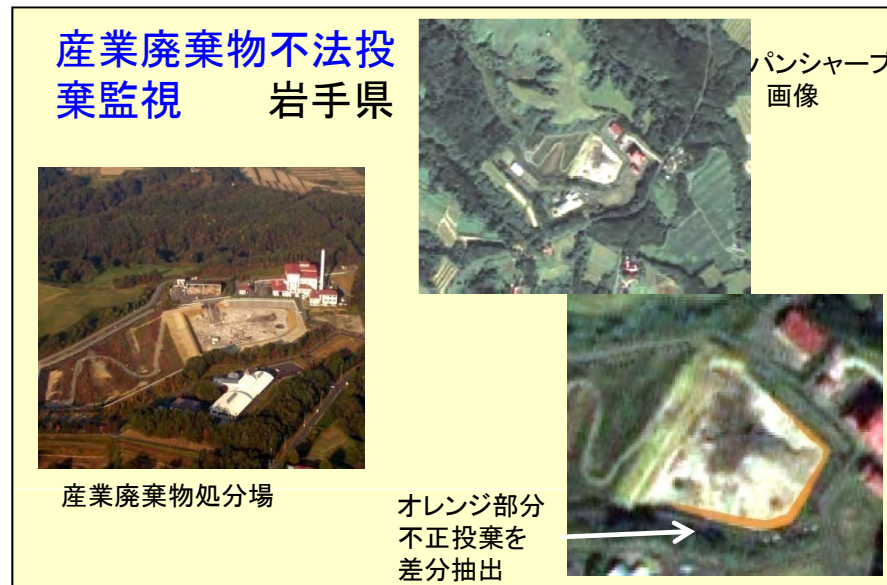 産業廃棄物不法投
棄監視　　岩手県
パンシャープ
画像
産業廃棄物処分場
オレンジ部分
不正投棄を
差分抽出